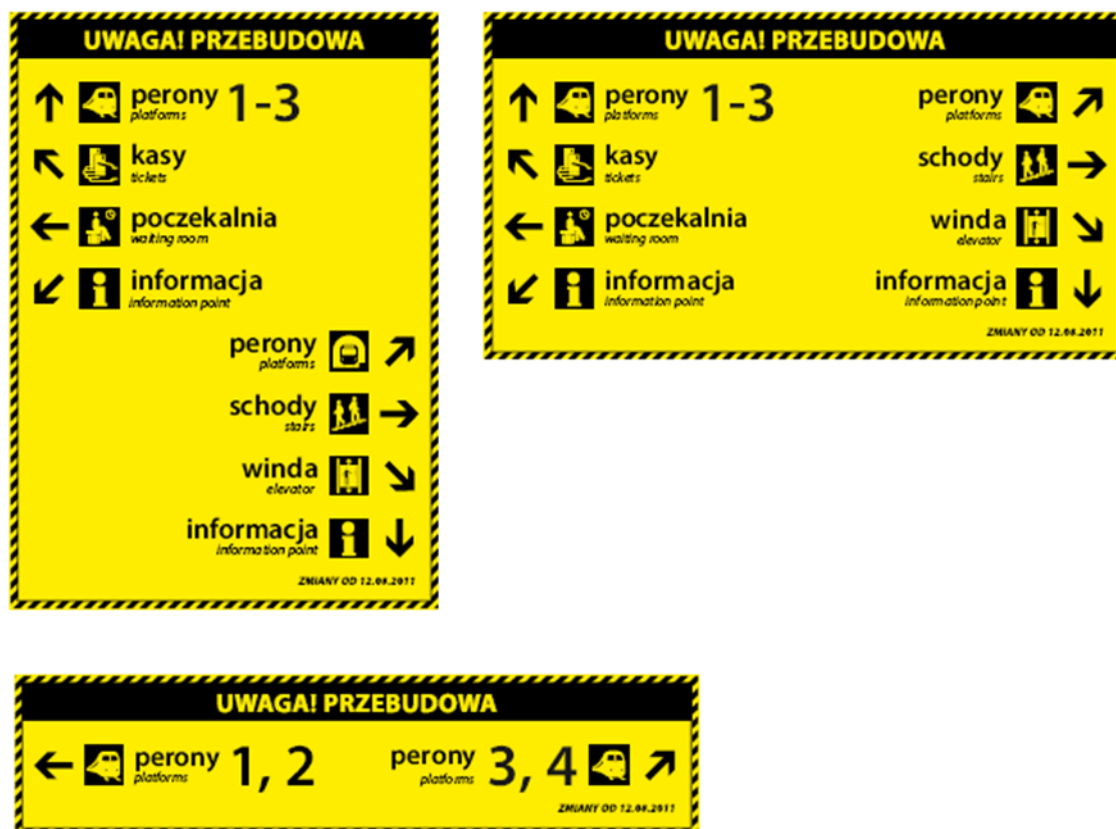 UWAGA! PRZEBUDOWA
perony 1-3
platforms
kasy
tickets
poczekalnia
waiting room
informacja
information point
perony
platforms
schody
stairs
winda
elevator
informacja
information point
ZMIANY OD 12.08.2011
UWAGA! PRZEBUDOWA
perony 1-3
platforms
kasy
tickets
poczekalnia
waiting room
informacja
information point
perony
platforms
schody
stairs
winda
elevator
informacja
information point
ZMIANY OD 12.08.2011
UWAGA! PRZEBUDOWA
perony 1, 2
platforms
perony 3, 4
platforms
ZMIANY OD 12.08.2011